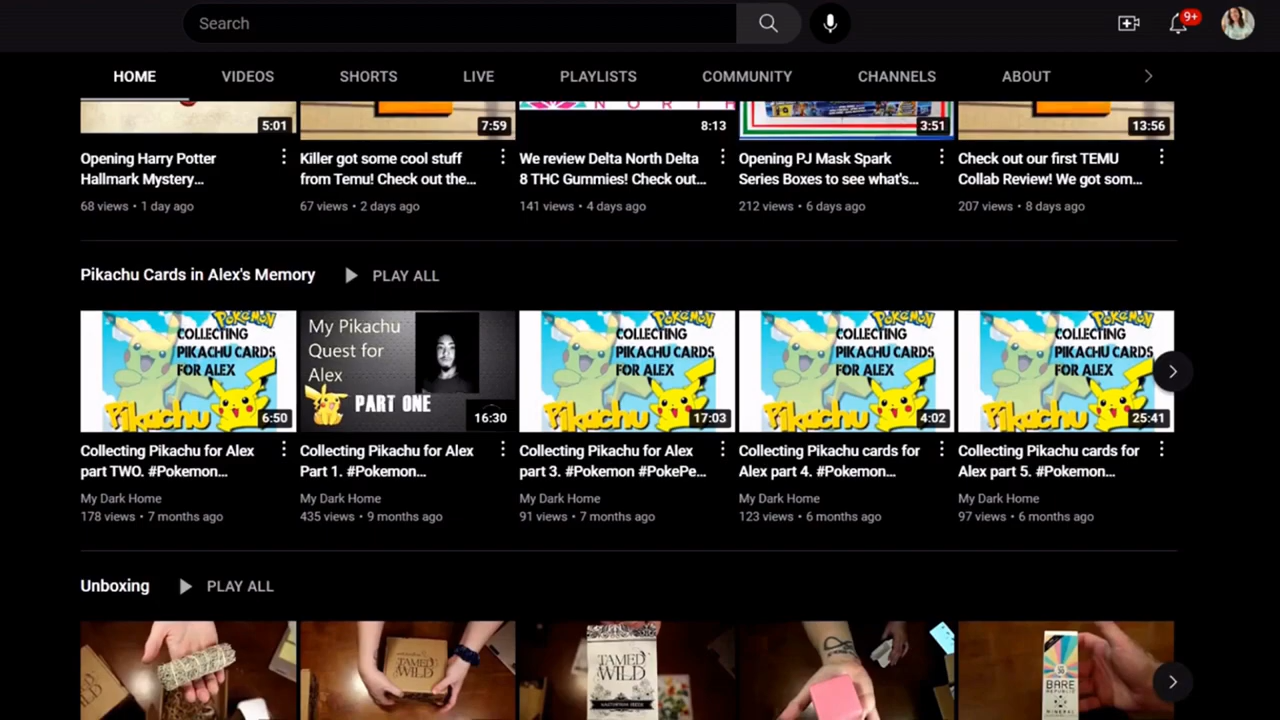 Search
9+
HOME VIDEOS SHORTS LIVE PLAYLISTS COMMUNITY CHANNELS ABOUT
NORTH
5:01 7:59 8:13 3:51 13:56
Opening Harry Potter
Hallmark Mystery...
68 views • 1 day ago
Killer got some cool stuff
from Temu! Check out the...
67 views • 2 days ago
We review Delta North Delta
8 THC Gummies! Check out...
141 views • 4 days ago
Opening PJ Mask Spark
Series Boxes to see what's...
212 views • 6 days ago
Check out our first TEMU
Collab Review! We got som...
207 views • 8 days ago
Pikachu Cards in Alex's Memory PLAY ALL
Pokemon
COLLECTING
PIKACHU CARDS
FOR ALEX
Pikachu
6:50
My Pikachu
Quest for
Alex
PART ONE
16:30
Pokemon
COLLECTING
PIKACHU CARDS
FOR ALEX
Pikachu
17:03
Pokemon
COLLECTING
PIKACHU CARDS
FOR ALEX
Pikachu
4:02
Pokemon
COLLECTING
PIKACHU CARDS
FOR ALEX
Pikachu
25:41
Collecting Pikachu for Alex
part TWO. #Pokemon...
My Dark Home
178 views • 7 months ago
Collecting Pikachu for Alex
Part 1. #Pokemon...
My Dark Home
435 views • 9 months ago
Collecting Pikachu for Alex
part 3. #Pokemon #PokePe...
My Dark Home
91 views • 7 months ago
Collecting Pikachu cards for
Alex part 4. #Pokemon...
My Dark Home
123 views • 6 months ago
Collecting Pikachu cards for
Alex part 5. #Pokemon...
My Dark Home
97 views • 6 months ago
Unboxing PLAY ALL
TAMED
WILD
TAMED
WILD
BARE
REPUBLIC
MINERAL